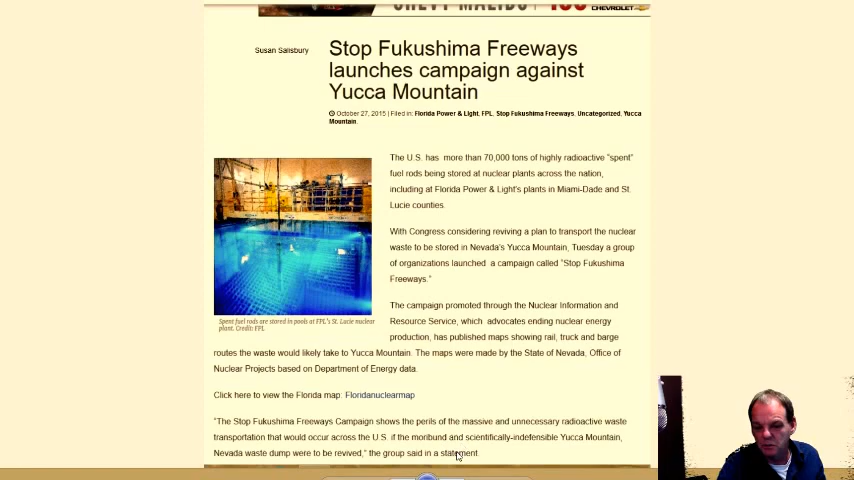 CHEVY MALIBU
CHEVROLET
Susan Salisbury
Stop Fukushima Freeways
launches campaign against
Yucca Mountain
October 27, 2015 | Filed in: Florida Power & Light, FPL, Stop Fukushima Freeways, Uncategorized, Yucca
Mountain.
The U.S. has more than 70,000 tons of highly radioactive “spent”
fuel rods being stored at nuclear plants across the nation,
including at Florida Power & Light's plants in Miami-Dade and St.
Lucie counties.
With Congress considering reviving a plan to transport the nuclear
waste to be stored in Nevada's Yucca Mountain, Tuesday a group
of organizations launched a campaign called “Stop Fukushima
Freeways.”
Spent fuel rods are stored in pools at FPL's St. Lucie nuclear
plant. Credit: FPL
The campaign promoted through the Nuclear Information and
Resource Service, which advocates ending nuclear energy
production, has published maps showing rail, truck and barge
routes the waste would likely take to Yucca Mountain. The maps were made by the State of Nevada, Office of
Nuclear Projects based on Department of Energy data.
Click here to view the Florida map: Floridanuclearmap
“The Stop Fukushima Freeways Campaign shows the perils of the massive and unnecessary radioactive waste
transportation that would occur across the U.S. if the moribund and scientifically-indefensible Yucca Mountain,
Nevada waste dump were to be revived,” the group said in a statement.